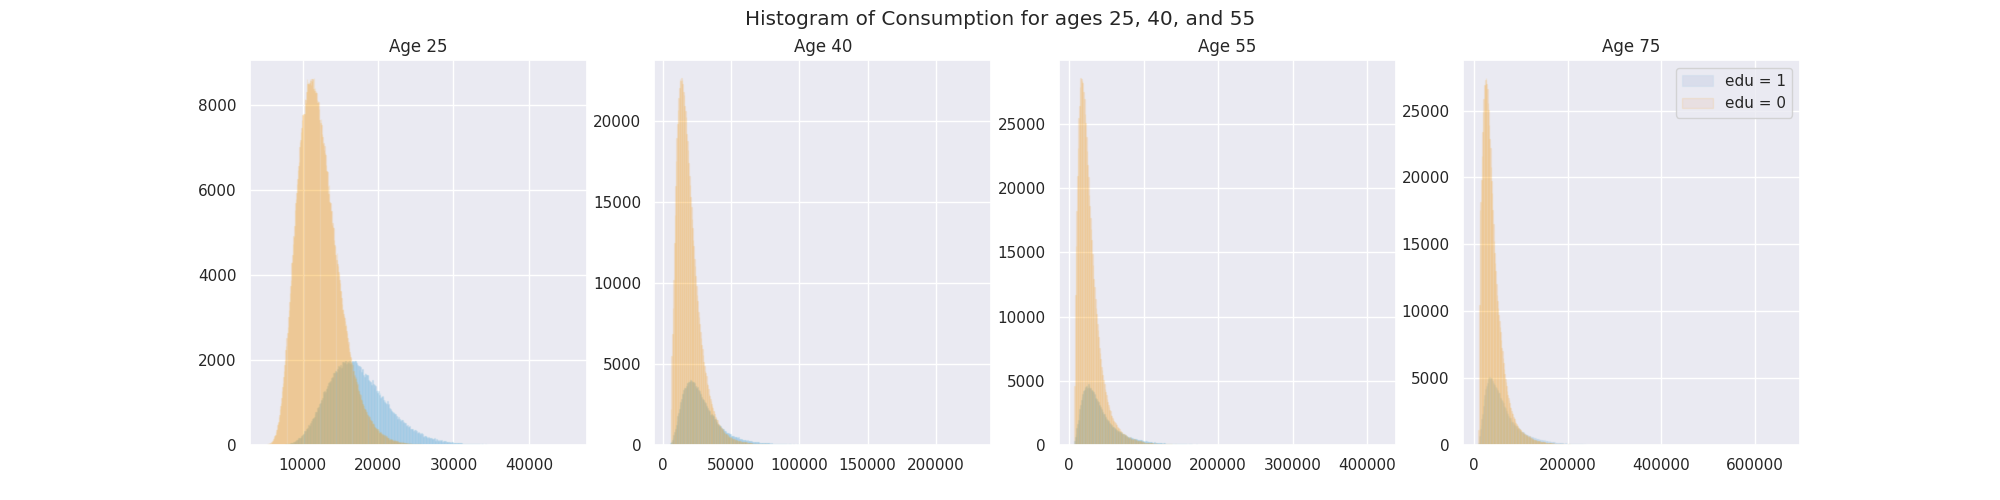 Histogram of Consumption for ages 25, 40, and 55
Age 25
8000
6000
4000
2000
0
10000 20000 30000 40000
Age 40
20000
15000
10000
5000
0
0 50000 100000 150000 200000
Age 55
25000
20000
15000
10000
5000
0
0 100000 200000 300000 400000
Age 75
edu = 1
edu = 0
25000
20000
15000
10000
5000
0
0 200000 400000 600000